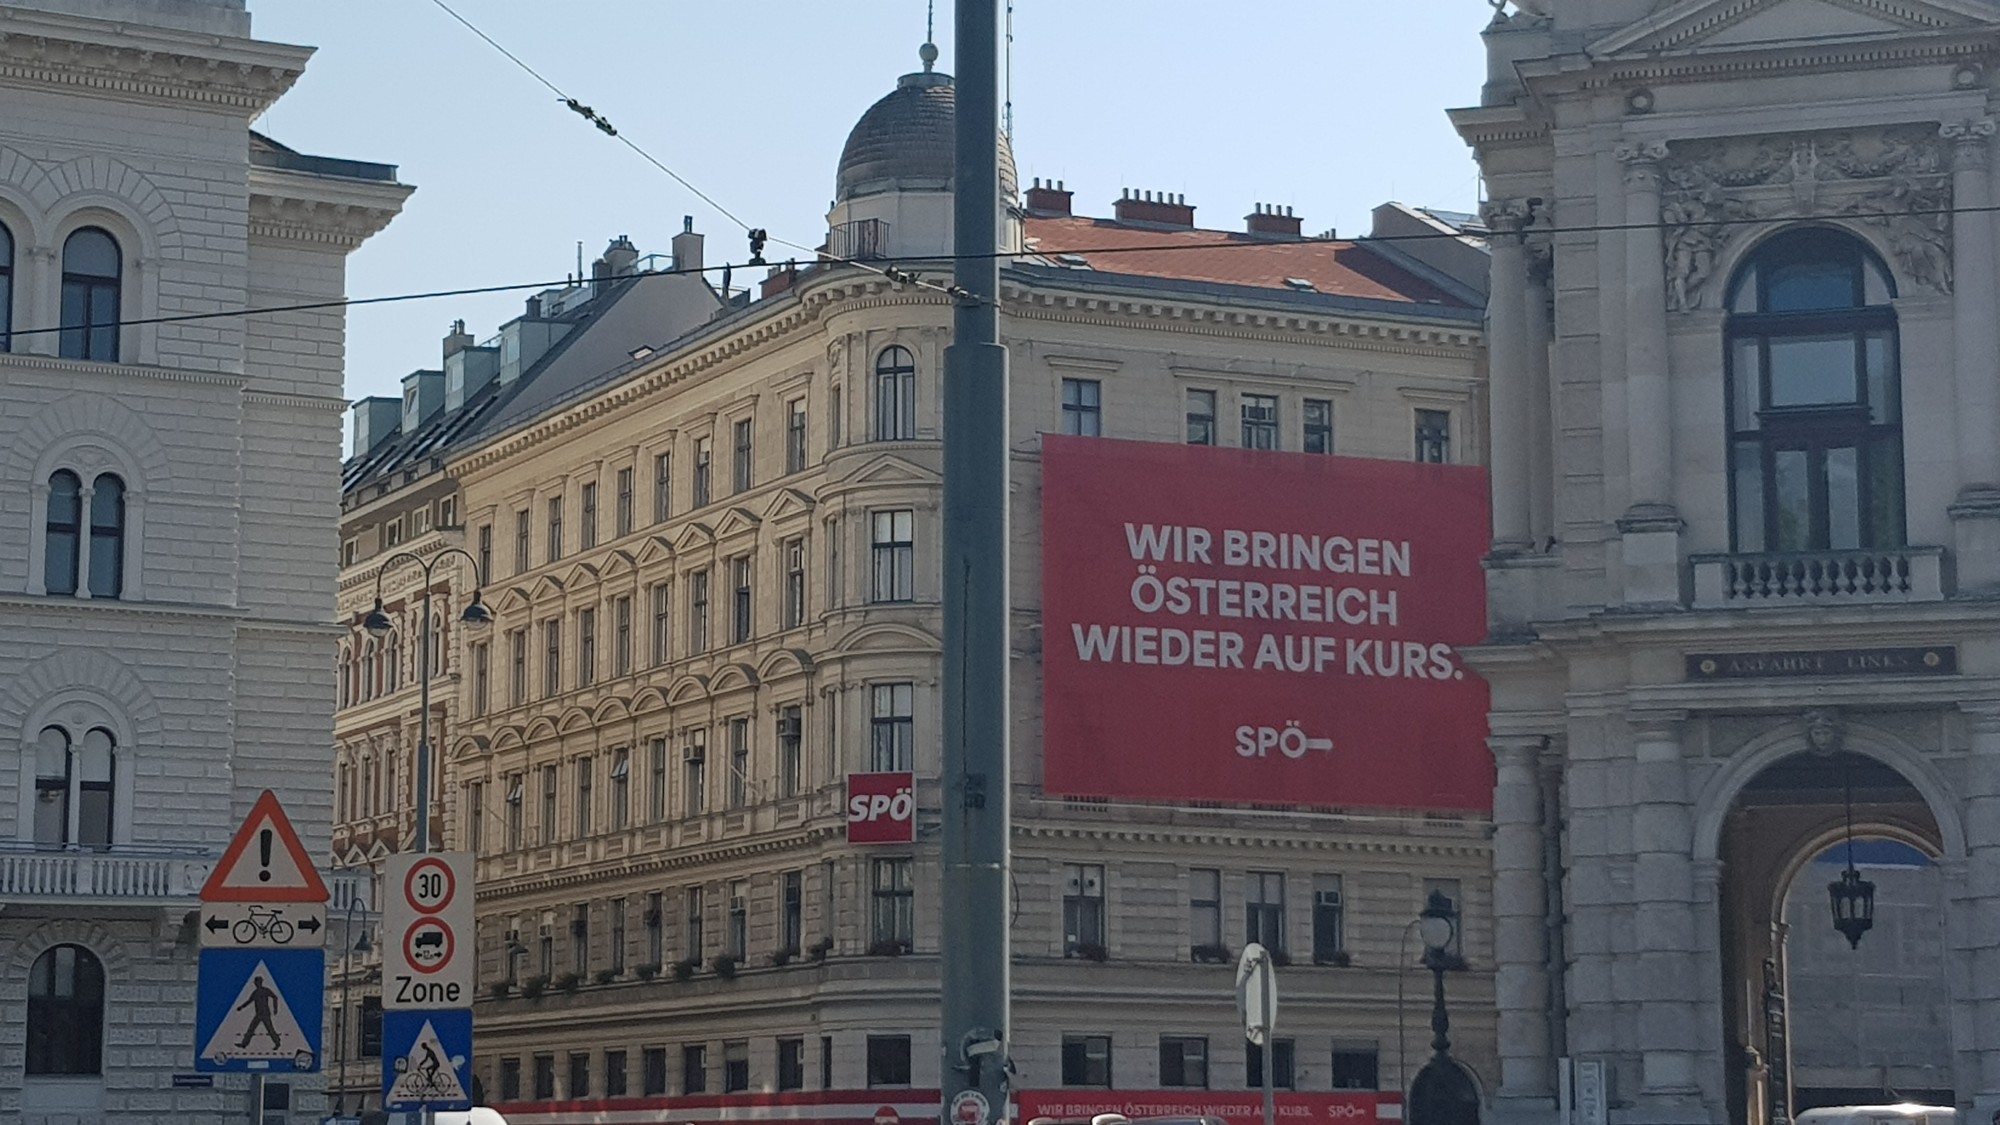 WIR BRINGEN
ÖSTERREICH
WIEDER AUF KURS.
SPÖ
SPÖ
ANFAHRT LINKS
30
Zone
WIR BRINGEN ÖSTERREICH WIEDER AUF KURS. SPÖ